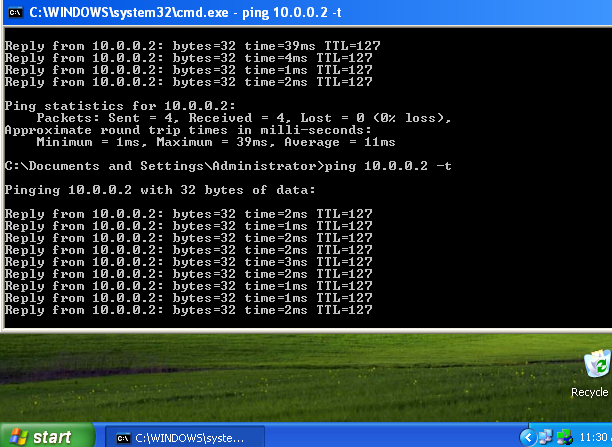 C:\WINDOWS\system32\cmd.exe - ping 10.0.0.2 -t
Reply from 10.0.0.2: bytes=32 time=39ms TTL=127
Reply from 10.0.0.2: bytes=32 time=4ms TTL=127
Reply from 10.0.0.2: bytes=32 time=1ms TTL=127
Reply from 10.0.0.2: bytes=32 time=2ms TTL=127
Ping statistics for 10.0.0.2:
Packets: Sent = 4, Received = 4, Lost = 0 (0% loss),
Approximate round trip times in milli-seconds:
Minimum = 1ms, Maximum = 39ms, Average = 11ms
C:\Documents and Settings\Administrator>ping 10.0.0.2 -t
Pinging 10.0.0.2 with 32 bytes of data:
Reply from 10.0.0.2: bytes=32 time=2ms TTL=127
Reply from 10.0.0.2: bytes=32 time=1ms TTL=127
Reply from 10.0.0.2: bytes=32 time=2ms TTL=127
Reply from 10.0.0.2: bytes=32 time=2ms TTL=127
Reply from 10.0.0.2: bytes=32 time=3ms TTL=127
Reply from 10.0.0.2: bytes=32 time=2ms TTL=127
Reply from 10.0.0.2: bytes=32 time=1ms TTL=127
Reply from 10.0.0.2: bytes=32 time=1ms TTL=127
Reply from 10.0.0.2: bytes=32 time=2ms TTL=127
Recycle
start
C:\WINDOWS\syste...
11:30